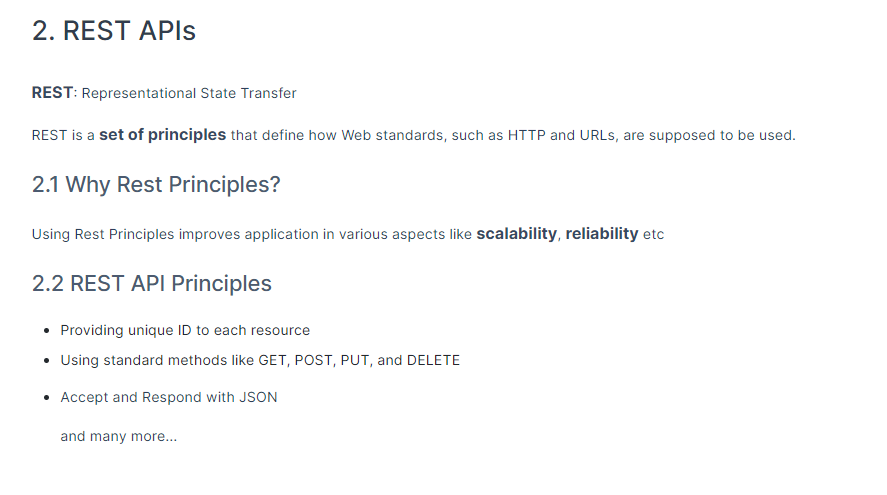 2. REST APIs
REST: Representational State Transfer
REST is a set of principles that define how Web standards, such as HTTP and URLs, are supposed to be used.
2.1 Why Rest Principles?
Using Rest Principles improves application in various aspects like scalability, reliability etc
2.2 REST API Principles
• Providing unique ID to each resource
• Using standard methods like GET, POST, PUT, and DELETE
• Accept and Respond with JSON
and many more...